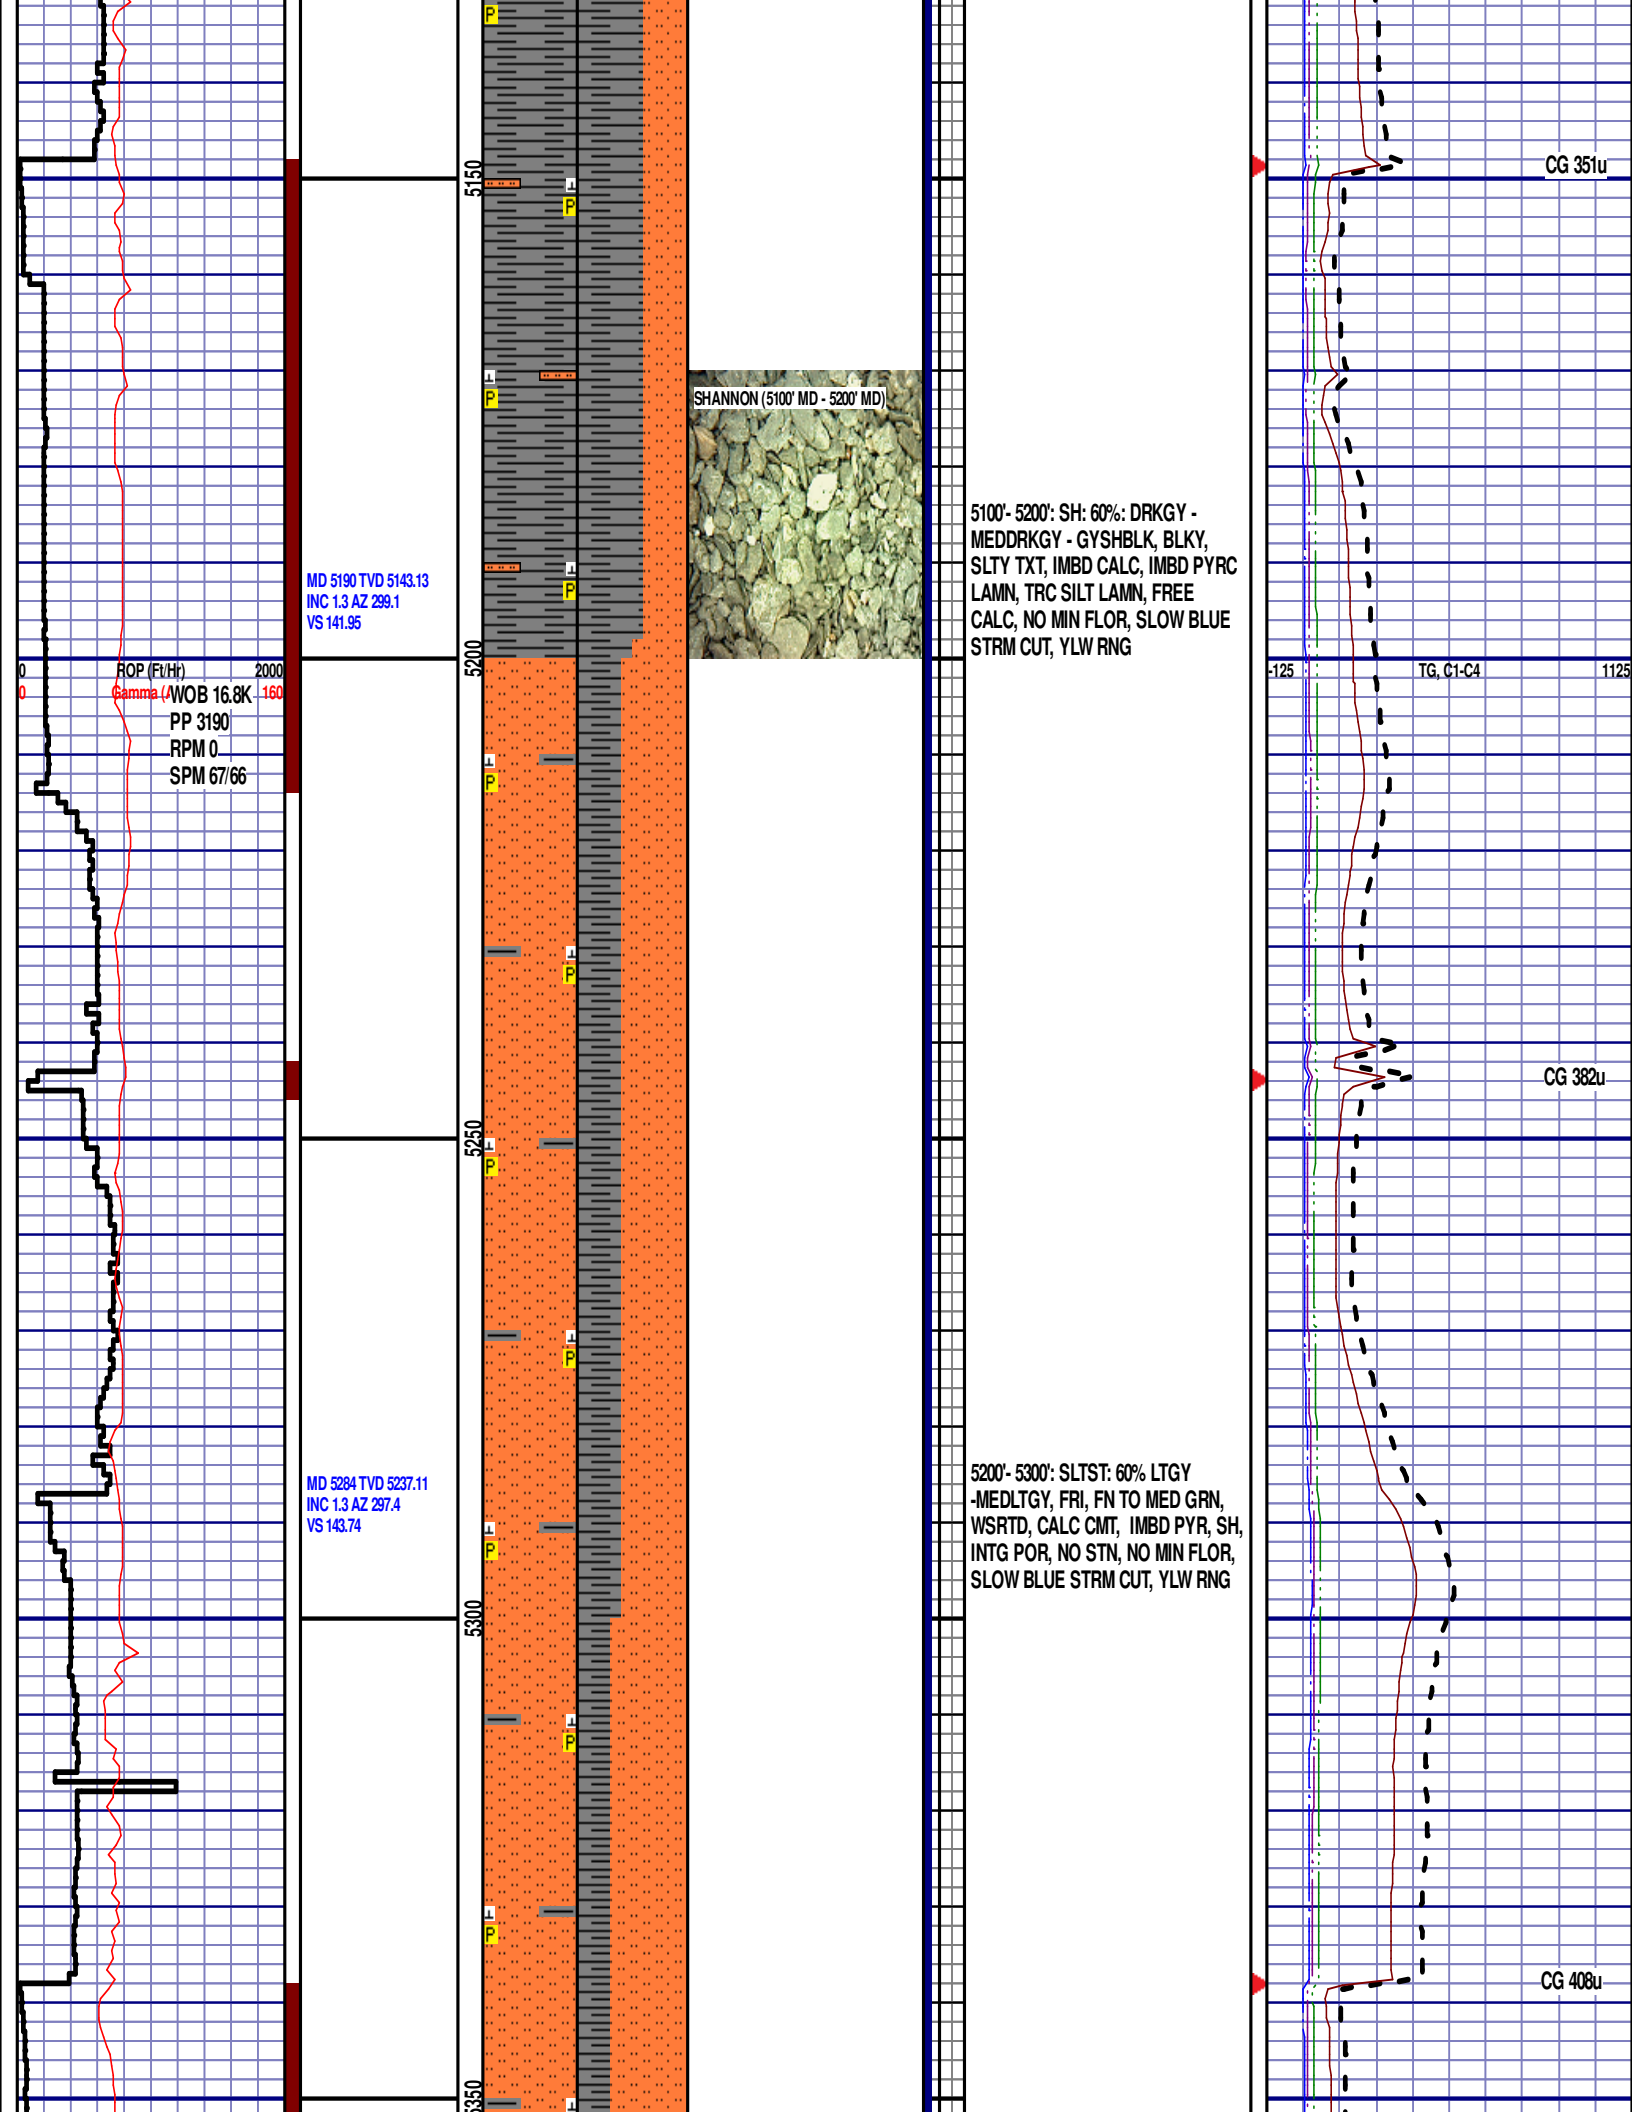 P
CG 351u
5150
P
P
SHANNON (5100' MD - 5200' MD)
5100'- 5200': SH: 60%: DRKGY -
MEDDRKGY - GYSHBLK, BLKY,
SLTY TXT, IMBD CALC, IMBD PYRC
LAMN, TRC SILT LAMN, FREE
CALC, NO MIN FLOR, SLOW BLUE
STRM CUT, YLW RNG
MD 5190 TVD 5143.13
INC 1.3 AZ 299.1
VS 141.95
P
5200
0 ROP (Ft/Hr) 2000
0 Gamma ( 160
WOB 16.8K
PP 3190
RPM 0
SPM 67/66
-125 TG, C1-C4 1125
P
P
CG 382u
5250
P
P
MD 5284 TVD 5237.11
INC 1.3 AZ 297.4
VS 143.74
5200'- 5300': SLTST: 60% LTGY
-MEDLTGY, FRI, FN TO MED GRN,
WSRTD, CALC CMT, IMBD PYR, SH,
INTG POR, NO STN, NO MIN FLOR,
SLOW BLUE STRM CUT, YLW RNG
P
5300
P
P
CG 408u
5350